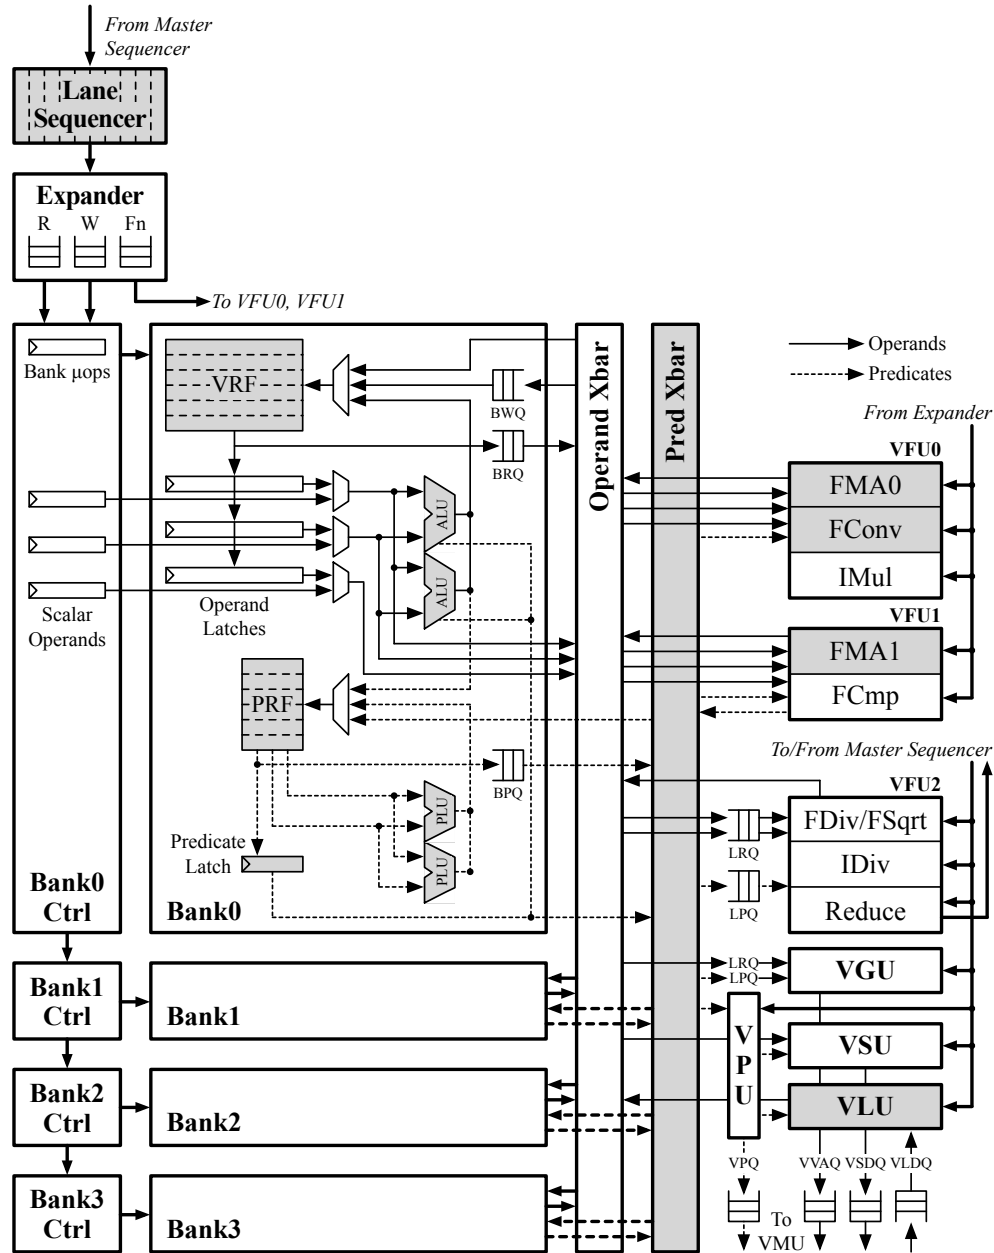 From Master
Sequencer
Lane
Sequencer
Expander
R W Fn
To VFU0, VFU1
Bank μops
Scalar
Operands
Bank0
Ctrl
VRF
BWQ
BRQ
ALU
ALU
Operand
Latches
PRF
BPQ
PLU
PLU
Predicate
Latch
Bank0
Operand Xbar
Pred Xbar
Operands
Predicates
From Expander
VFU0
FMA0
FConv
IMul
VFU1
FMA1
FCmp
To/From Master Sequencer
VFU2
FDiv/FSqrt
LRQ
IDiv
LPQ
Reduce
Bank1
Ctrl
Bank1
LRQ
LPQ
VGU
VPU
VSU
VLU
Bank2
Ctrl
Bank2
VPQ VVAQ VSDQ VLDQ
Bank3
Ctrl
Bank3
To
VMU